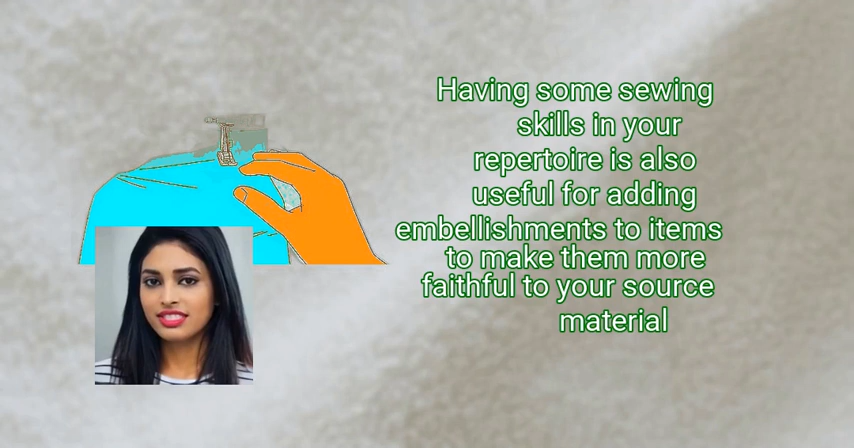 Having some sewing
skills in your
repertoire is also
useful for adding
embellishments to items
to make them more
faithful to your source
material